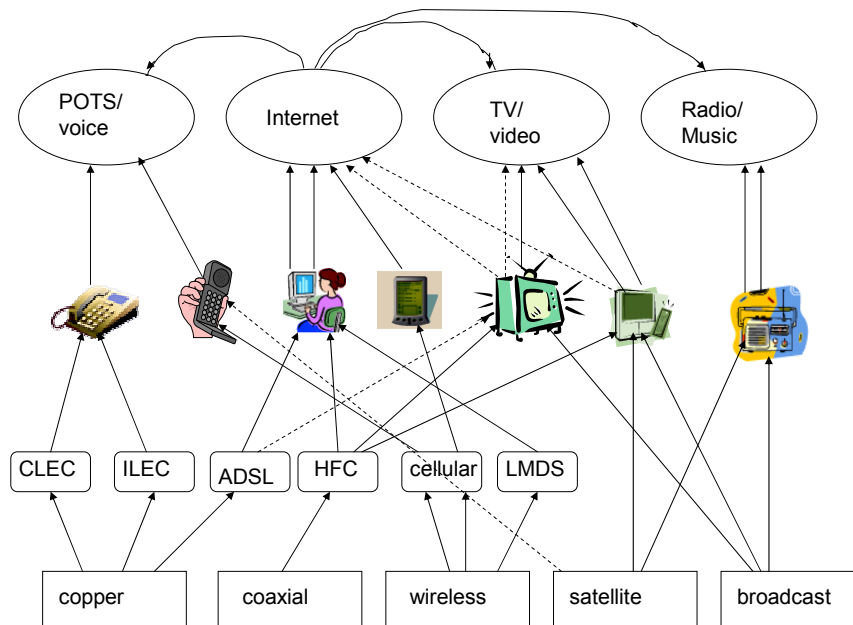 POTS/
voice
Internet
TV/
video
Radio/
Music
CLEC
ILEC
ADSL
HFC
cellular
LMDS
copper
coaxial
wireless
satellite
broadcast